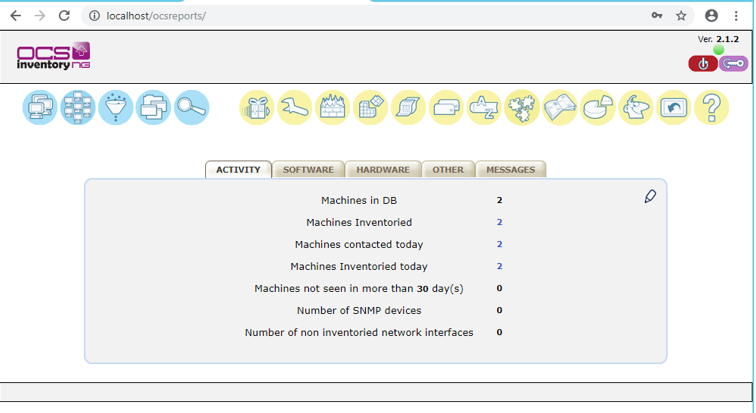 localhost/ocsreports/
Ver. 2.1.2
OCS
inventory NG
A Z
?
ACTIVITY SOFTWARE HARDWARE OTHER MESSAGES
Machines in DB 2
Machines Inventoried 2
Machines contacted today 2
Machines Inventoried today 2
Machines not seen in more than 30 day(s) 0
Number of SNMP devices 0
Number of non inventoried network interfaces 0